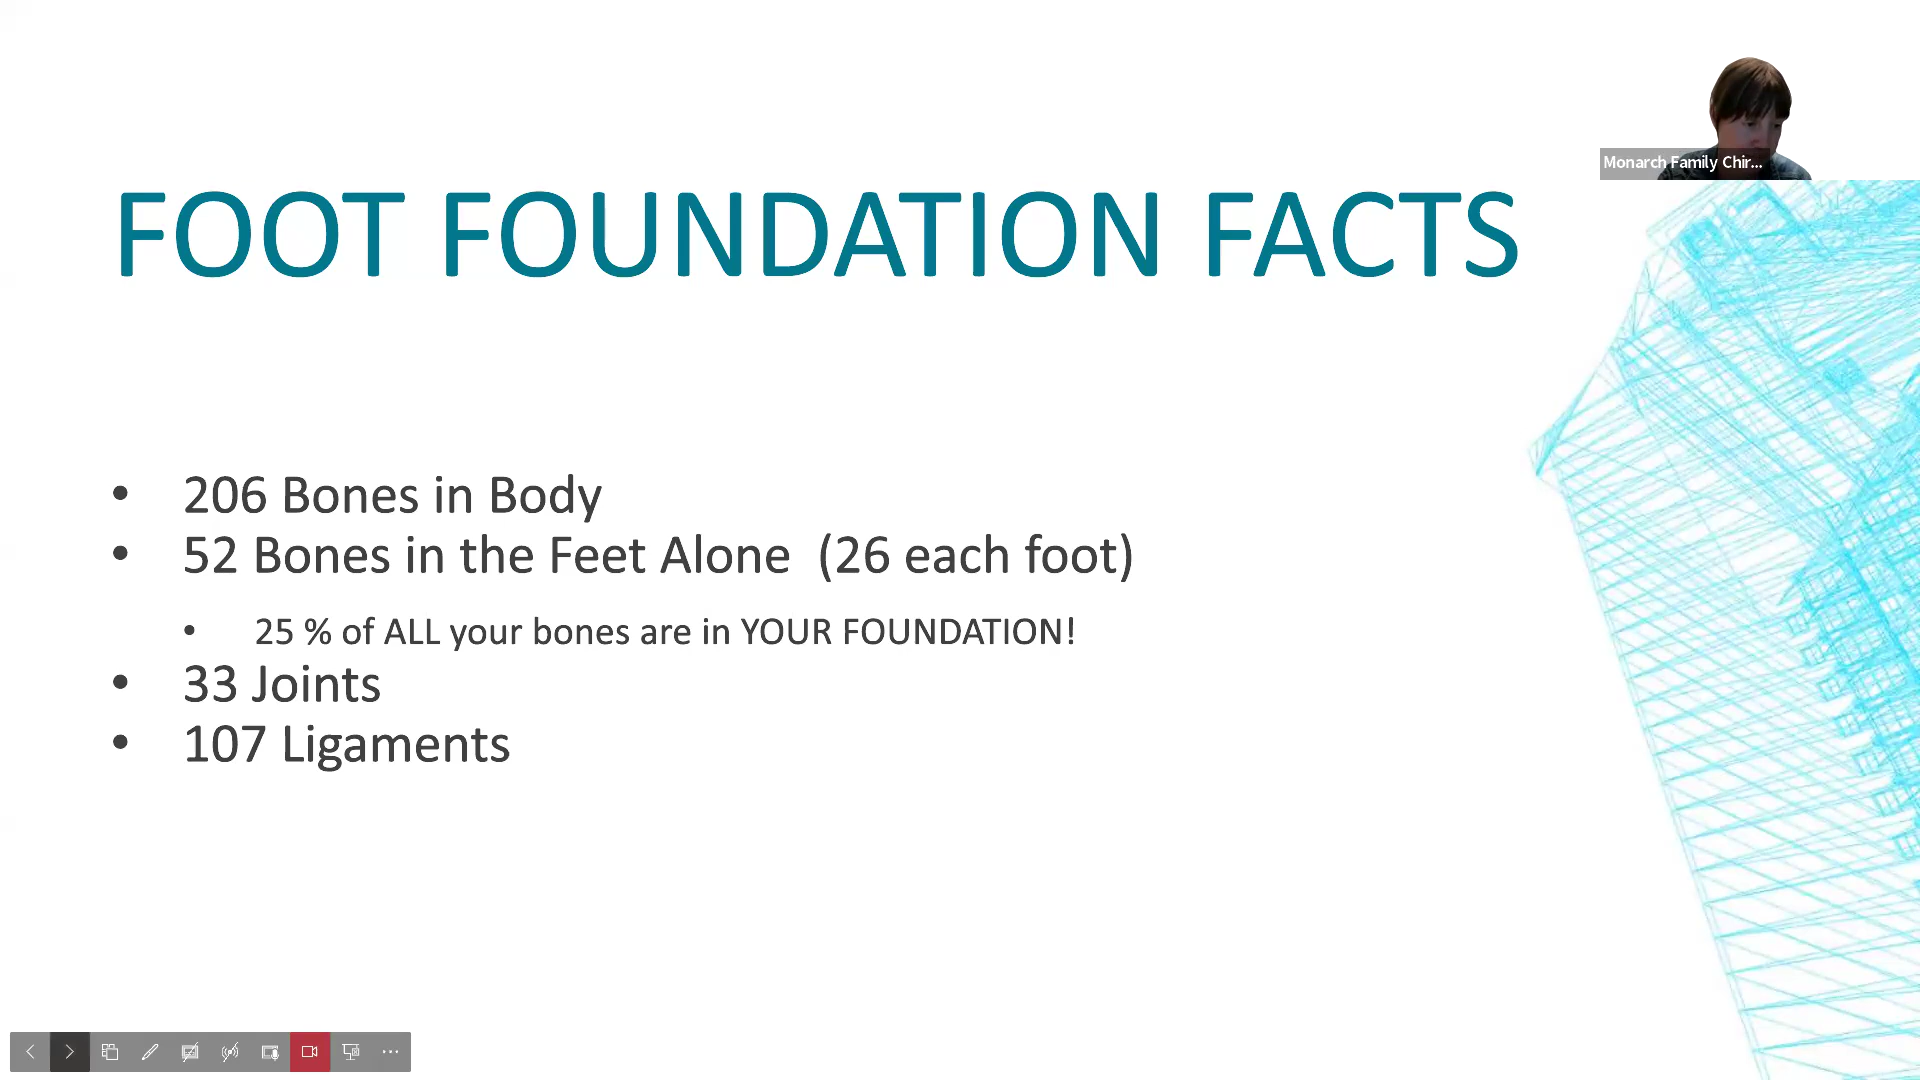 Monarch Family Chir...
FOOT FOUNDATION FACTS
• 206 Bones in Body
• 52 Bones in the Feet Alone (26 each foot)
• 25 % of ALL your bones are in YOUR FOUNDATION!
• 33 Joints
• 107 Ligaments